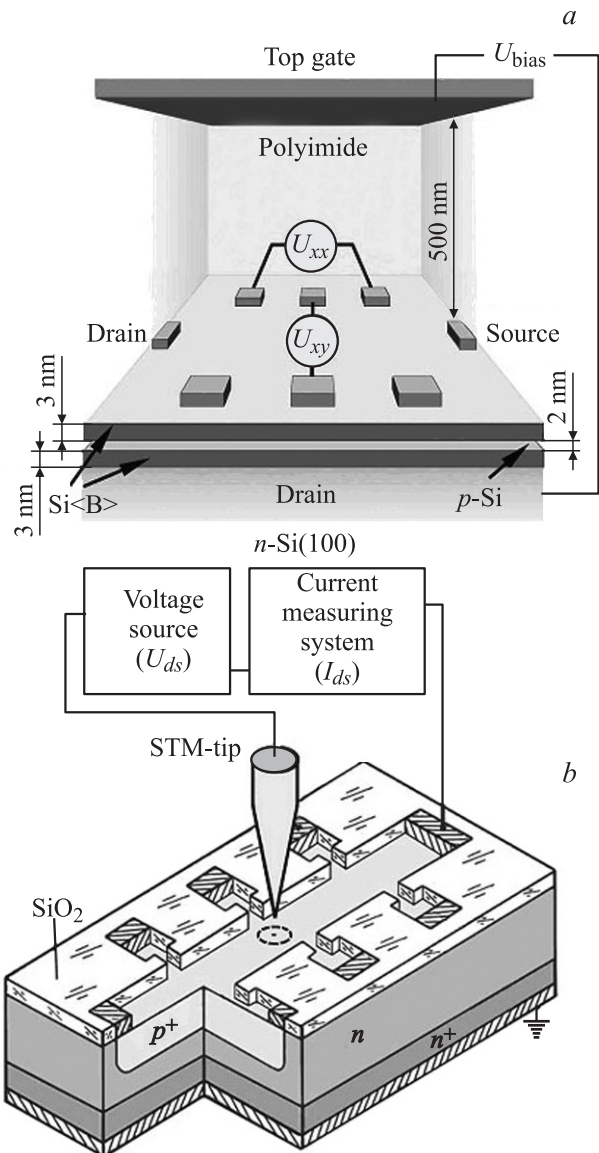 a
Top gate
U_bias
Polyimide
500 nm
U_xx
Drain
U_xy
Source
3 nm
2 nm
Si<B>
3 nm
Drain
p-Si
n-Si(100)
Voltage
source
(U_ds)
Current
measuring
system
(I_ds)
STM-tip
b
SiO₂
p⁺
n
n⁺